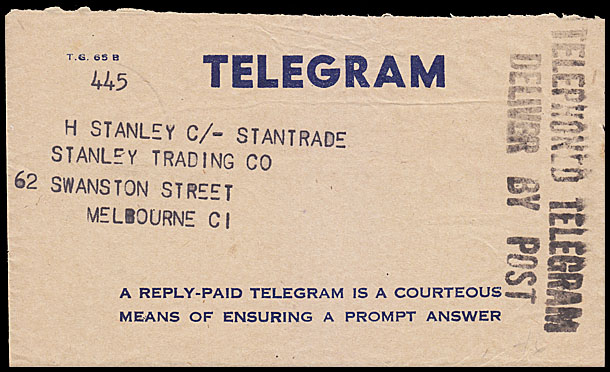 T.G. 65 B
445
TELEGRAM
H STANLEY C/- STANTRADE
STANLEY TRADING CO
62 SWANSTON STREET
MELBOURNE C1
TELEPHONED TELEGRAM
DELIVER BY POST
A REPLY-PAID TELEGRAM IS A COURTEOUS
MEANS OF ENSURING A PROMPT ANSWER